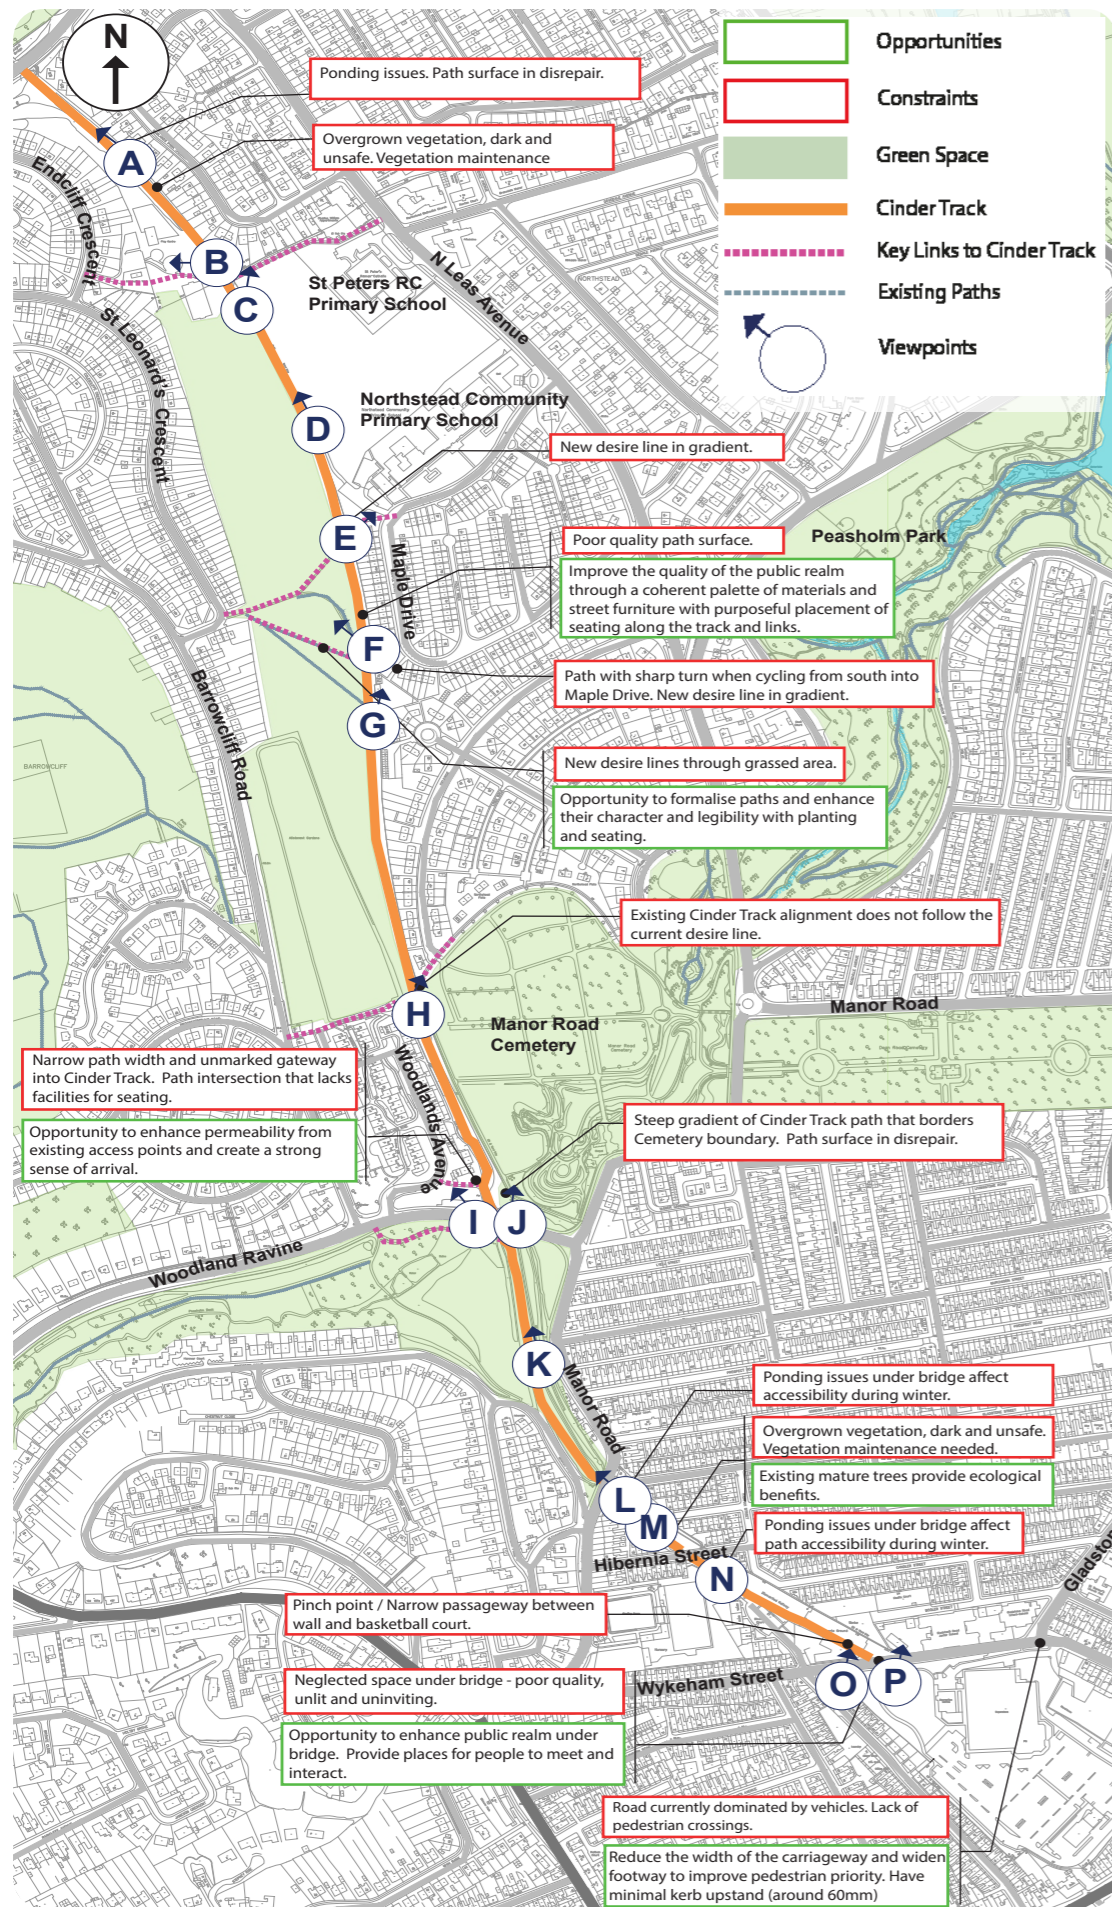 N
Opportunities
Constraints
Green Space
Cinder Track
Key Links to Cinder Track
Existing Paths
Viewpoints
Ponding issues. Path surface in disrepair.
Overgrown vegetation, dark and
unsafe. Vegetation maintenance
A
Endcliff Crescent
B
C
St Peters RC
Primary School
N Leas Avenue
NORTHSTEAD
St Leonard's Crescent
D
Northstead Community
Primary School
New desire line in gradient.
E
Maple Drive
Peasholm Park
Poor quality path surface.
Improve the quality of the public realm
through a coherent palette of materials and
street furniture with purposeful placement of
seating along the track and links.
F
Path with sharp turn when cycling from south into
Maple Drive. New desire line in gradient.
G
Barrowcliff Road
BARROWCLIFF
New desire lines through grassed area.
Opportunity to formalise paths and enhance
their character and legibility with planting
and seating.
Existing Cinder Track alignment does not follow the
current desire line.
H
Manor Road
Manor Road
Cemetery
Narrow path width and unmarked gateway
into Cinder Track. Path intersection that lacks
facilities for seating.
Opportunity to enhance permeability from
existing access points and create a strong
sense of arrival.
Woodlands Avenue
Steep gradient of Cinder Track path that borders
Cemetery boundary. Path surface in disrepair.
I
J
Woodland Ravine
K
Manor Road
Ponding issues under bridge affect
accessibility during winter.
Overgrown vegetation, dark and unsafe.
Vegetation maintenance needed.
Existing mature trees provide ecological
benefits.
L
M
Ponding issues under bridge affect
path accessibility during winter.
Hibernia Street
N
Gladsto
Pinch point / Narrow passageway between
wall and basketball court.
Neglected space under bridge - poor quality,
unlit and uninviting.
Opportunity to enhance public realm under
bridge. Provide places for people to meet and
interact.
Wykeham Street
O
P
Road currently dominated by vehicles. Lack of
pedestrian crossings.
Reduce the width of the carriageway and widen
footway to improve pedestrian priority. Have
minimal kerb upstand (around 60mm)